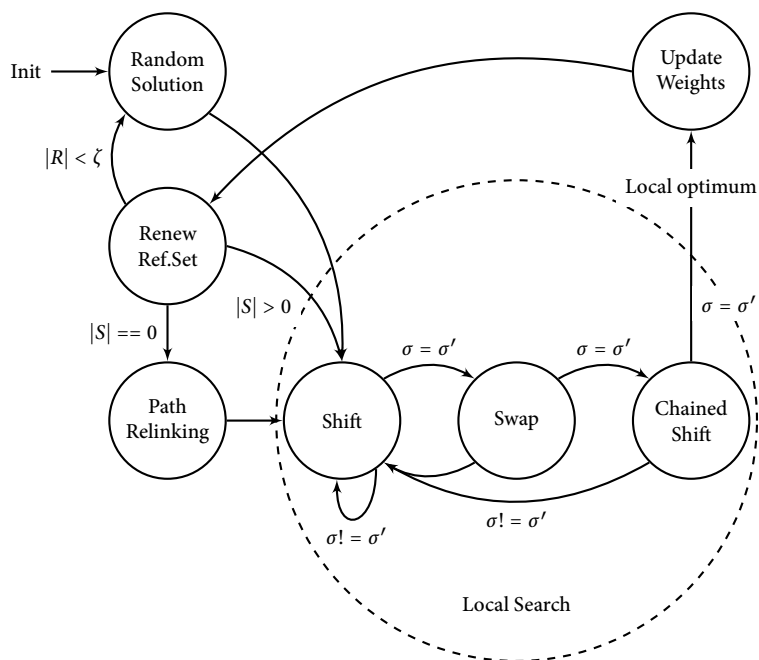 Init
Random
Solution
Update
Weights
|R| < ζ
Local optimum
Renew
Ref.Set
|S| > 0
σ = σ′
|S| == 0
σ = σ′
σ = σ′
Path
Relinking
Shift
Swap
Chained
Shift
σ! = σ′
σ! = σ′
Local Search